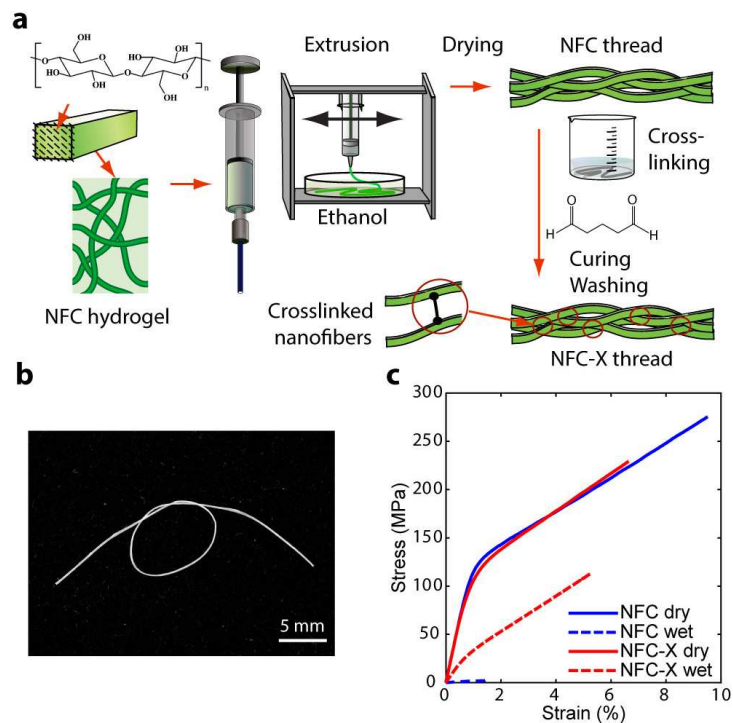 a
OH
HO
O
OH
O
HO
OH
O
HO
OH
O
OH
n
Extrusion
Drying
NFC thread
Cross-
linking
Ethanol
O
O
H
H
Curing
Washing
NFC hydrogel
Crosslinked
nanofibers
NFC-X thread
b
5 mm
c
300
250
200
150
100
50
0
0
2
4
6
8
10
Stress (MPa)
Strain (%)
NFC dry
NFC wet
NFC-X dry
NFC-X wet